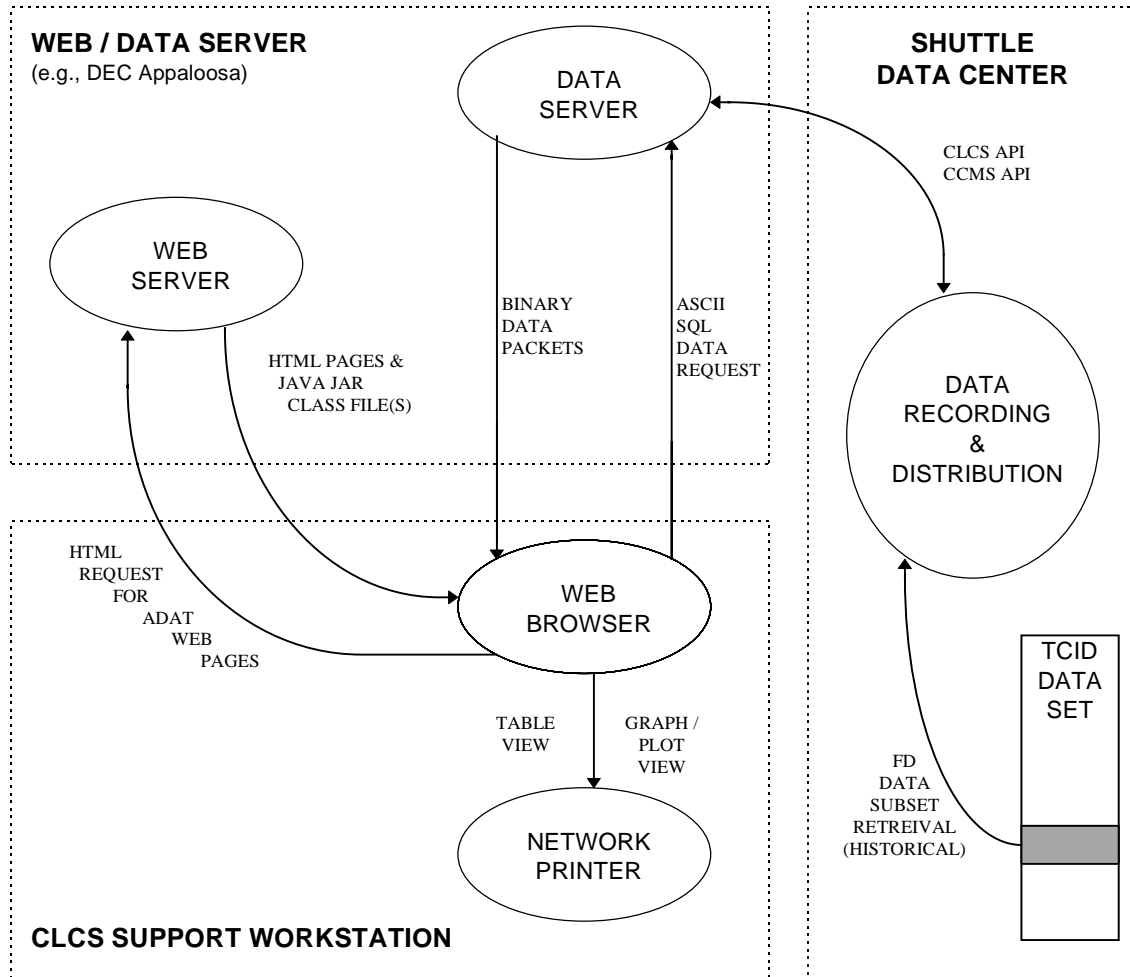 WEB / DATA SERVER
(e.g., DEC Appaloosa)
DATA
SERVER
SHUTTLE
DATA CENTER
CLCS API
CCMS API
WEB
SERVER
BINARY
DATA
PACKETS
ASCII
SQL
DATA
REQUEST
HTML PAGES &
JAVA JAR
CLASS FILE(S)
DATA
RECORDING
&
DISTRIBUTION
HTML
REQUEST
FOR
ADAT
WEB
PAGES
WEB
BROWSER
TCID
DATA
SET
TABLE
VIEW
GRAPH /
PLOT
VIEW
FD
DATA
SUBSET
RETREIVAL
(HISTORICAL)
NETWORK
PRINTER
CLCS SUPPORT WORKSTATION